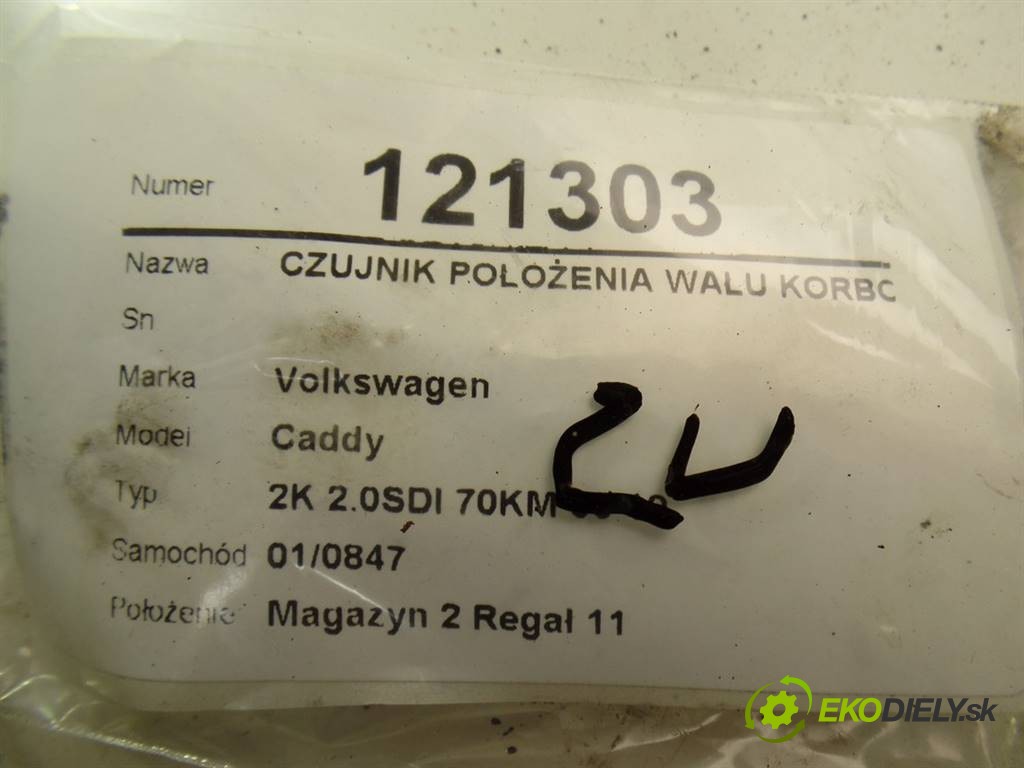 Numer 121303
Nazwa CZUJNIK POŁOŻENIA WAŁU KORBO
Sn
Marka Volkswagen
Model Caddy
Typ 2K 2.0SDI 70KM
Samochód 01/0847
Położenie Magazyn 2 Regał 11
EKODIELY.sk